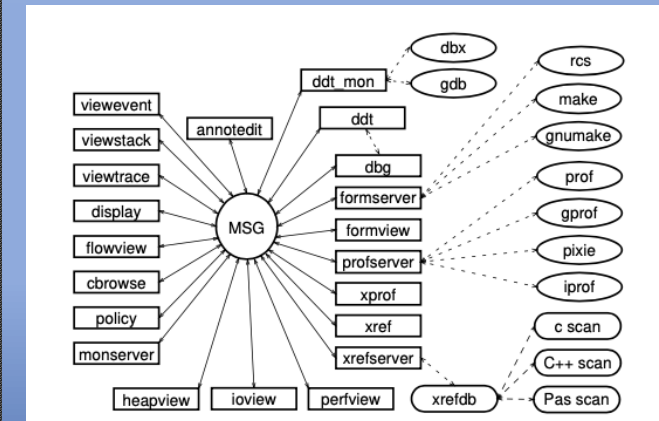 dbx
ddt_mon
rcs
gdb
viewevent
make
annotedit
ddt
viewstack
gnumake
dbg
viewtrace
prof
formserver
display
gprof
MSG
formview
flowview
pixie
profserver
cbrowse
iprof
xprof
policy
xref
c scan
monserver
xrefserver
C++ scan
heapview
ioview
perfview
xrefdb
Pas scan